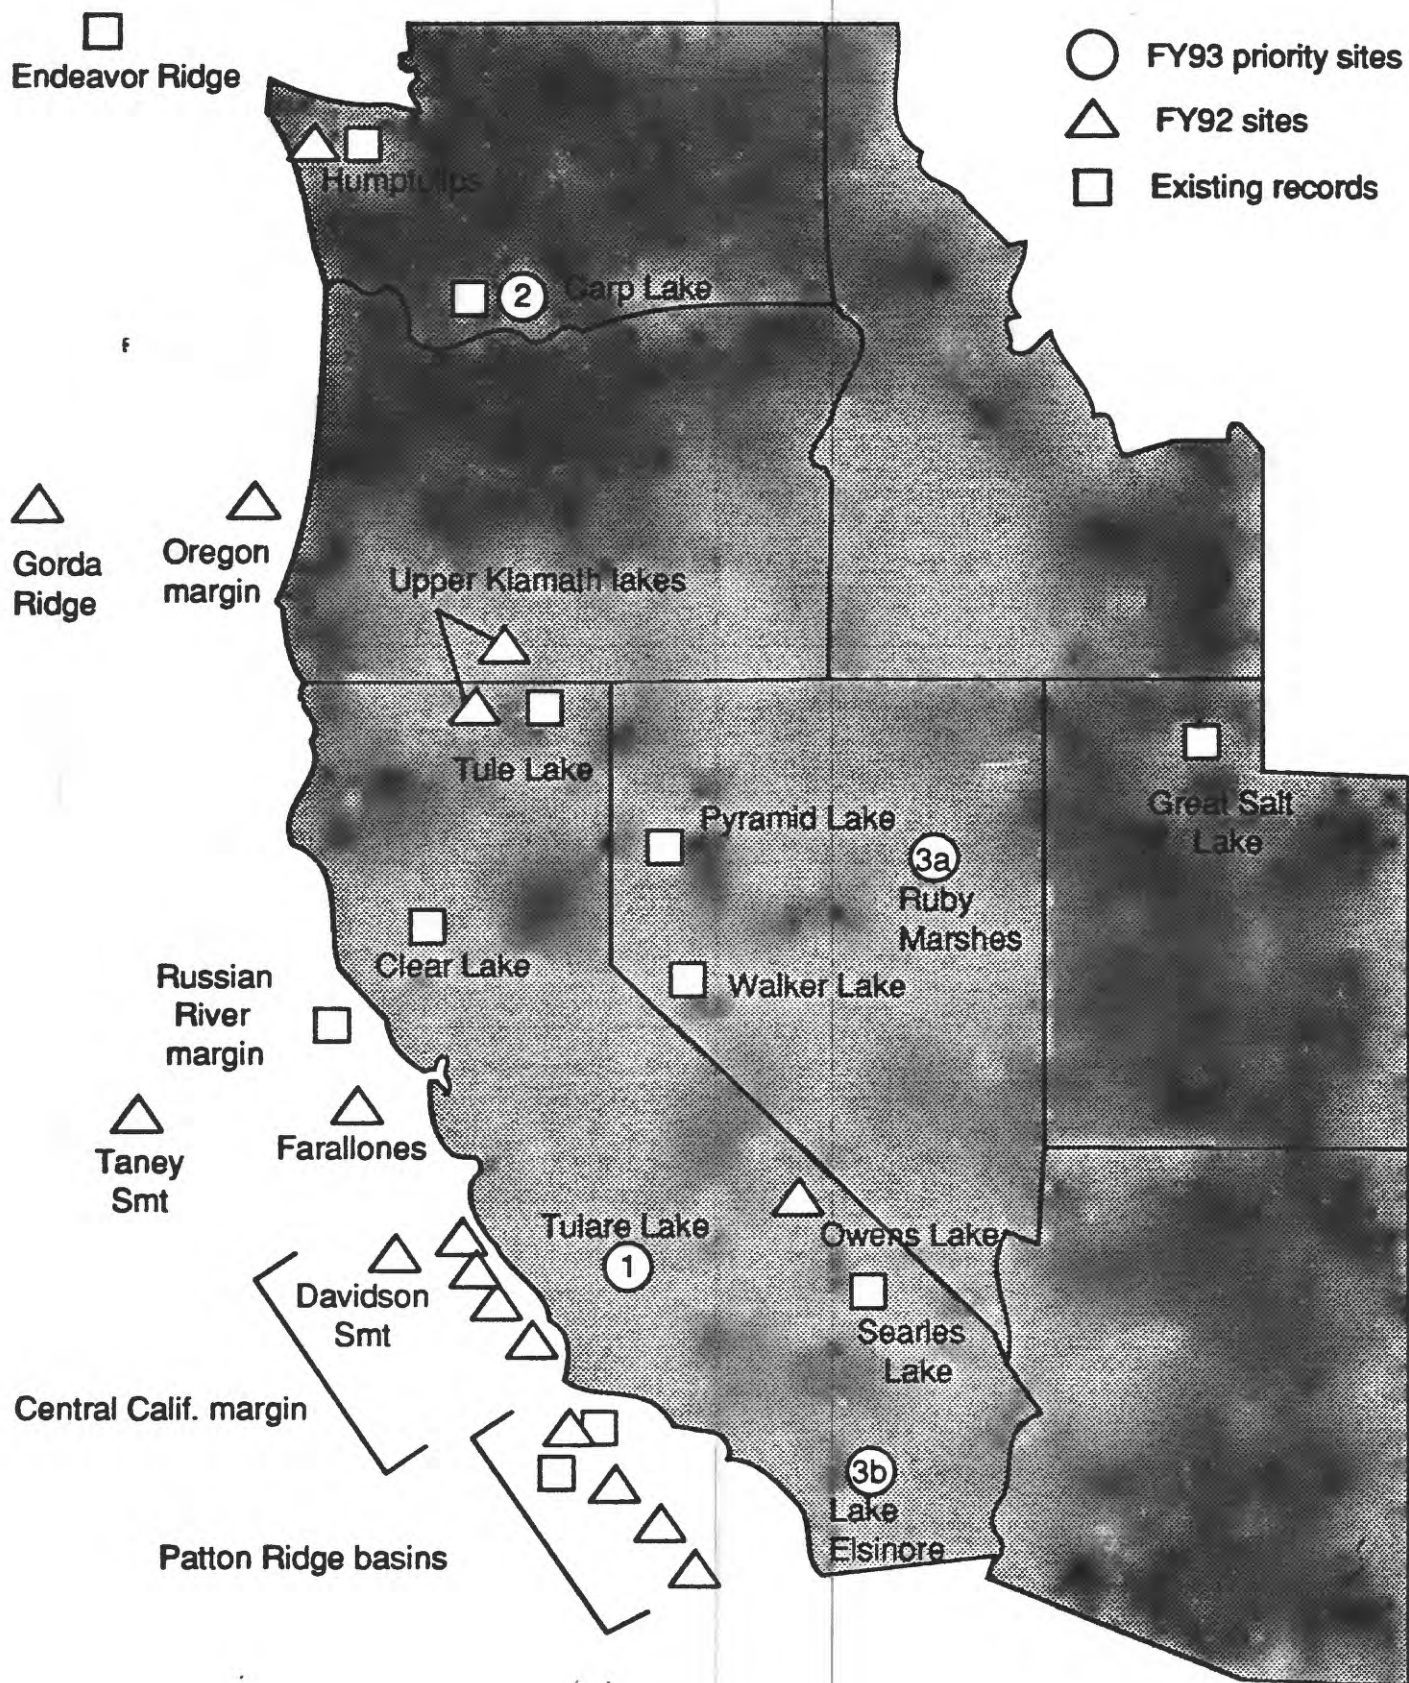 Endeavor Ridge
FY93 priority sites
FY92 sites
Existing records
Humptulips
2
Carp Lake
Gorda
Ridge
Oregon
margin
Upper Klamath lakes
Tule Lake
Pyramid Lake
3a
Ruby
Marshes
Great Salt
Lake
Clear Lake
Walker Lake
Russian
River
margin
Taney
Smt
Farallones
Tulare Lake
1
Owens Lake
Davidson
Smt
Searles
Lake
Central Calif. margin
3b
Lake
Elsinore
Patton Ridge basins